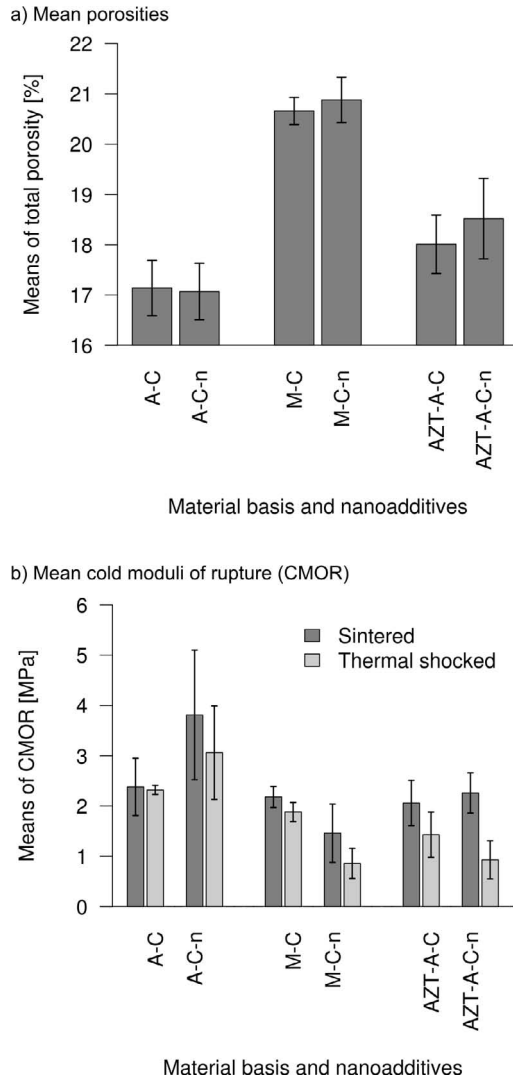 a) Mean porosities
Means of total porosity [%]
22
21
20
19
18
17
16
A-C
A-C-n
M-C
M-C-n
AZT-A-C
AZT-A-C-n
Material basis and nanoadditives
b) Mean cold moduli of rupture (CMOR)
Means of CMOR [MPa]
6
5
4
3
2
1
0
Sintered
Thermal shocked
A-C
A-C-n
M-C
M-C-n
AZT-A-C
AZT-A-C-n
Material basis and nanoadditives